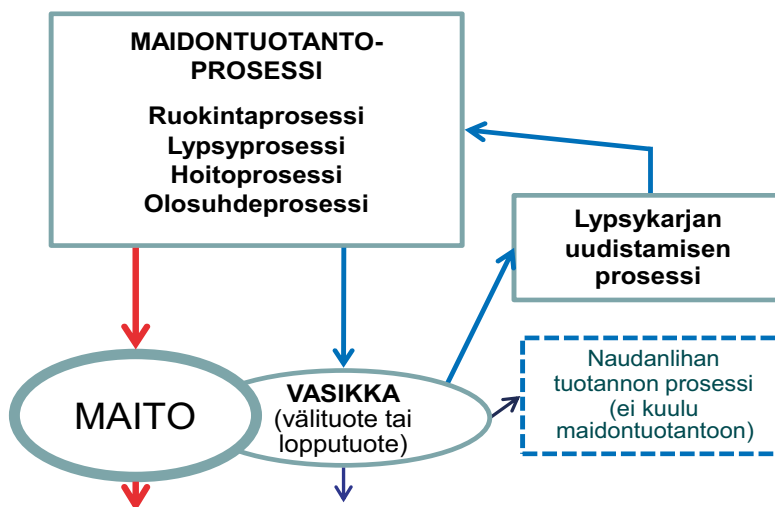 MAIDONTUOTANTO-
PROSESSI
Ruokintaprosessi
Lypsyprosessi
Hoitoprosessi
Olosuhdeprosessi
Lypsykarjan
uudistamisen
prosessi
Naudanlihan
tuotannon prosessi
(ei kuulu
maidontuotantoon)
MAITO
VASIKKA
(välituote tai
lopputuote)